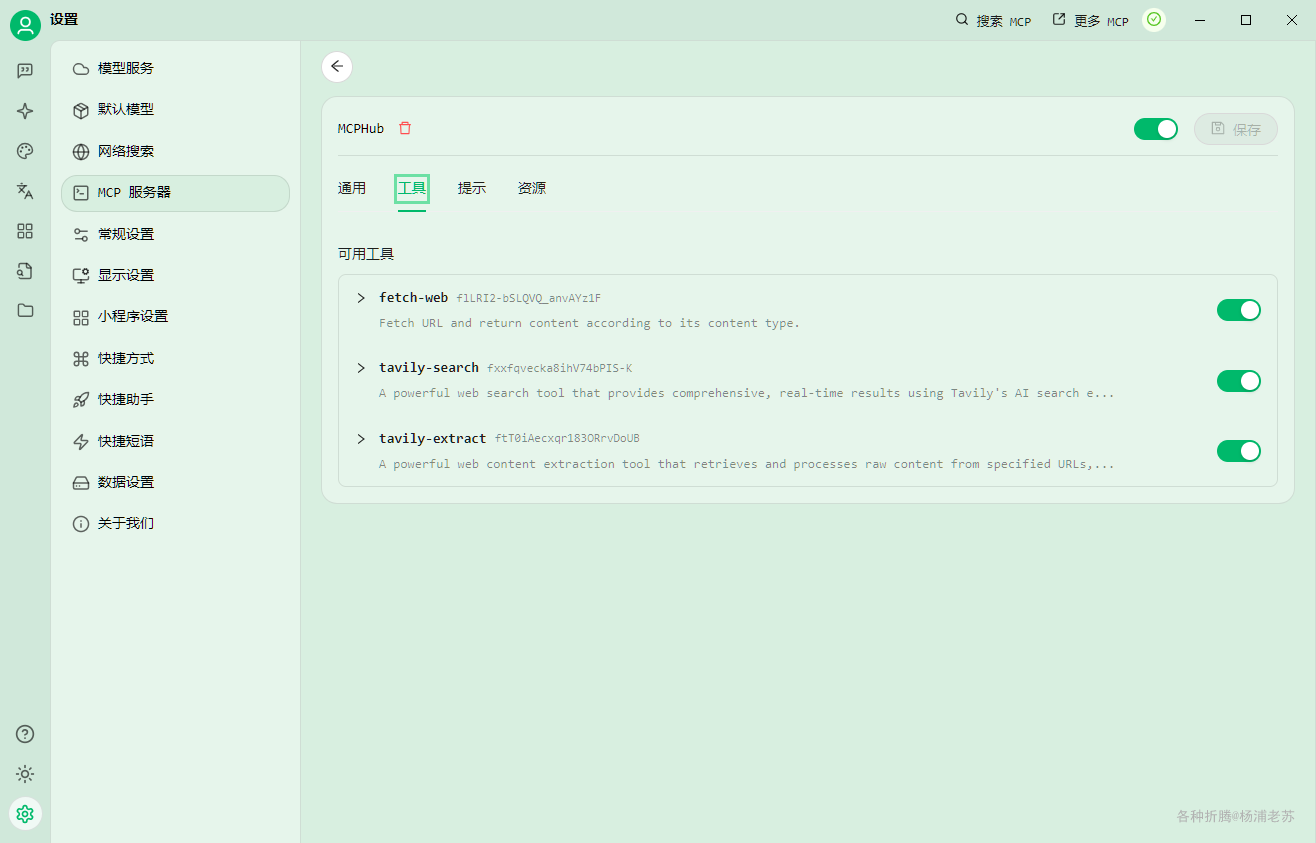 设置
搜索 MCP
更多 MCP
模型服务
默认模型
网络搜索
MCP 服务器
常规设置
显示设置
小程序设置
快捷方式
快捷助手
快捷短语
数据设置
关于我们
MCPHub
保存
通用
工具
提示
资源
可用工具
fetch-web flLRI2-bSLQVQ_anvAYz1F
Fetch URL and return content according to its content type.
tavily-search fxxfqvecka8ihV74bPIS-K
A powerful web search tool that provides comprehensive, real-time results using Tavily's AI search e...
tavily-extract ftT0iAecxqr183ORrvDoUB
A powerful web content extraction tool that retrieves and processes raw content from specified URLs,...
各种折腾@杨浦老苏